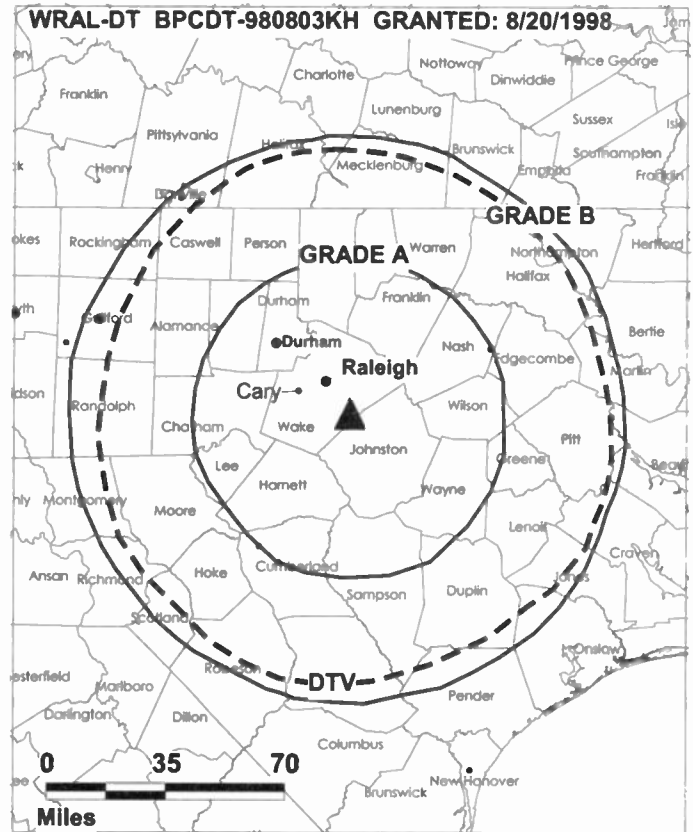 WRAL-DT BPCDT-980803KH GRANTED: 8/20/1998
Charlotte
Nottoway
Prince George
Dinwiddie
Franklin
Lunenburg
Sussex
Pittsylvania
Halifax
Brunswick
Southampton
Henry
Mecklenburg
Franklin
GRADE B
Rockingham
Caswell
Person
Warren
Northampton
Hertford
GRADE A
Halifax
Durham
Franklin
Guilford
Alamance
Bertie
Durham
Nash
Edgecombe
Martin
Raleigh
Cary
Randolph
Wilson
Chatham
Wake
Pitt
Johnston
Lee
Greene
Harnett
Wayne
Montgomery
Moore
Lenoir
Craven
Ansan
Richmond
Hoke
Cumberland
Jones
Sampson
Duplin
Scotland
Onslaw
Robeson
DTV
Marlboro
Pender
Darlington
Dillon
Columbus
0 35 70
New Hanover
Brunswick
Miles